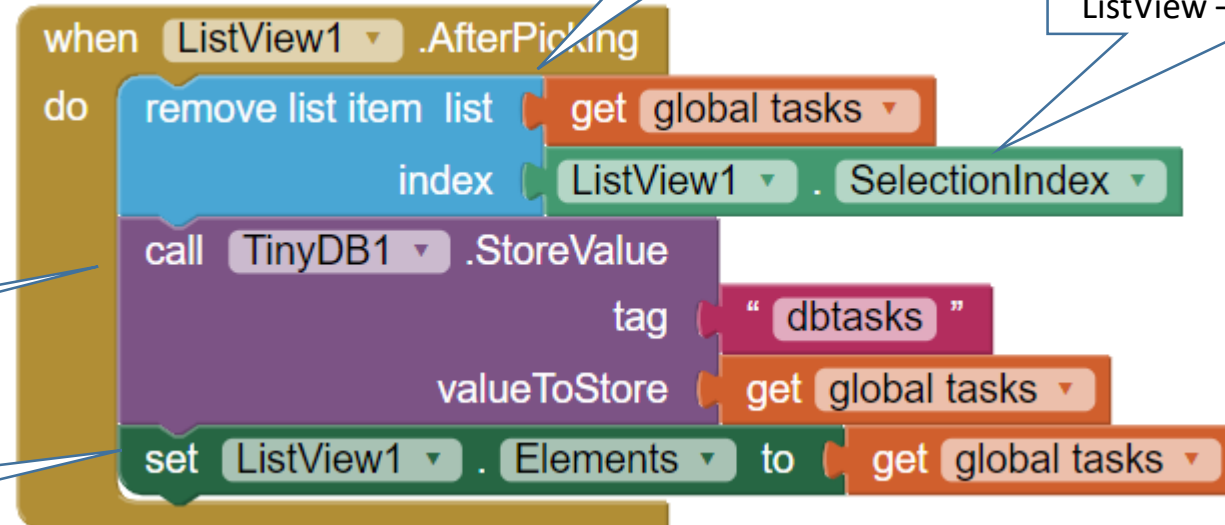 ListView –
when ListView1 .AfterPicking
do remove list item list get global tasks
index ListView1 . SelectionIndex
call TinyDB1 .StoreValue
tag “ dbtasks ”
valueToStore get global tasks
set ListView1 . Elements to get global tasks